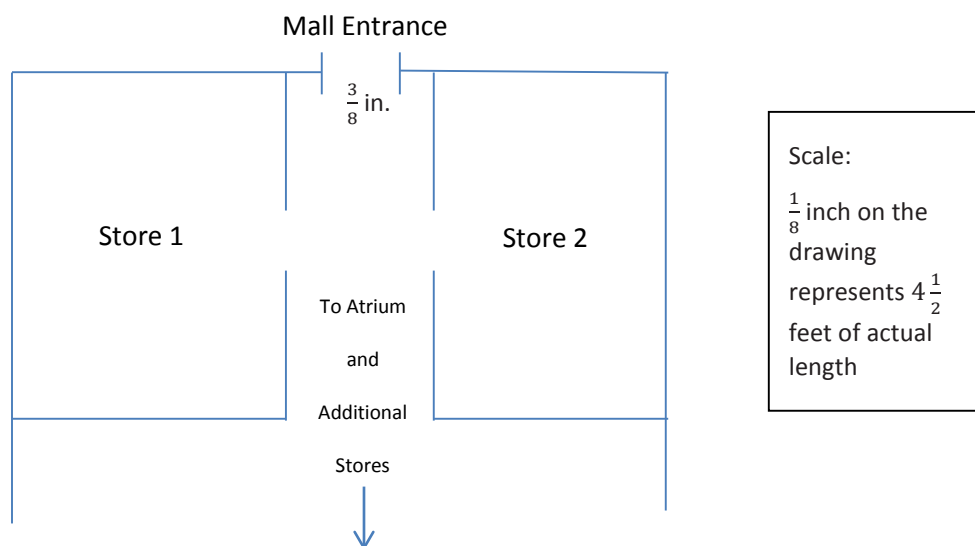 Mall Entrance
3/8 in.
Store 1
Store 2
To Atrium
and
Additional
Stores
Scale:
1/8 inch on the
drawing
represents 4 1/2
feet of actual
length